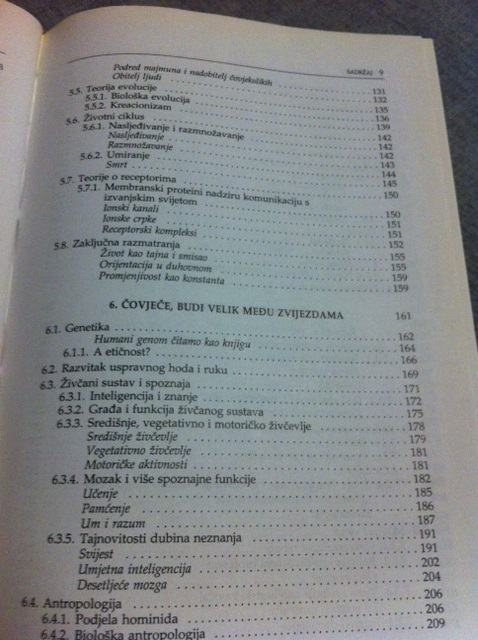 SADRŽAJ 9
Podred majmuna i nadobitelj čovjekolikih 131
Obitelj ljudi 132
5.5. Teorija evolucije 135
5.5.1. Biološka evolucija 136
5.5.2. Kreacionizam 139
5.6. Životni ciklus 142
5.6.1. Nasljeđivanje i razmnožavanje 142
Nasljeđivanje 142
Razmnožavanje 143
5.6.2. Umiranje 144
Smrt 145
5.7. Teorije o receptorima 150
5.7.1. Membranski proteini nadziru komunikaciju s
izvanjskim svijetom 150
Ionski kanali 151
Ionske crpke 151
Receptorski kompleksi 152
5.8. Zaključna razmatranja 155
Život kao tajna i smisao 155
Orijentacija u duhovnom 159
Promjenjivost kao konstanta 159
6. ČOVJEČE, BUDI VELIK MEĐU ZVIJEZDAMA 161
6.1. Genetika 162
Humani genom čitamo kao knjigu 164
6.1.1. A etičnost? 166
6.2. Razvitak uspravnog hoda i ruku 169
6.3. Živčani sustav i spoznaja 171
6.3.1. Inteligencija i znanje 172
6.3.2. Građa i funkcija živčanog sustava 175
6.3.3. Središnje, vegetativno i motoričko živčevlje 178
Središnje živčevlje 179
Vegetativno živčevlje 181
Motoričke aktivnosti 181
6.3.4. Mozak i više spoznajne funkcije 182
Učenje 185
Pamćenje 186
Um i razum 187
6.3.5. Tajnovitosti dubina neznanja 191
Svijest 191
Umjetna inteligencija 202
Desetljeće mozga 204
6.4. Antropologija 206
6.4.1. Podjela hominida 206
6.4.2. Biološka antropologija 209